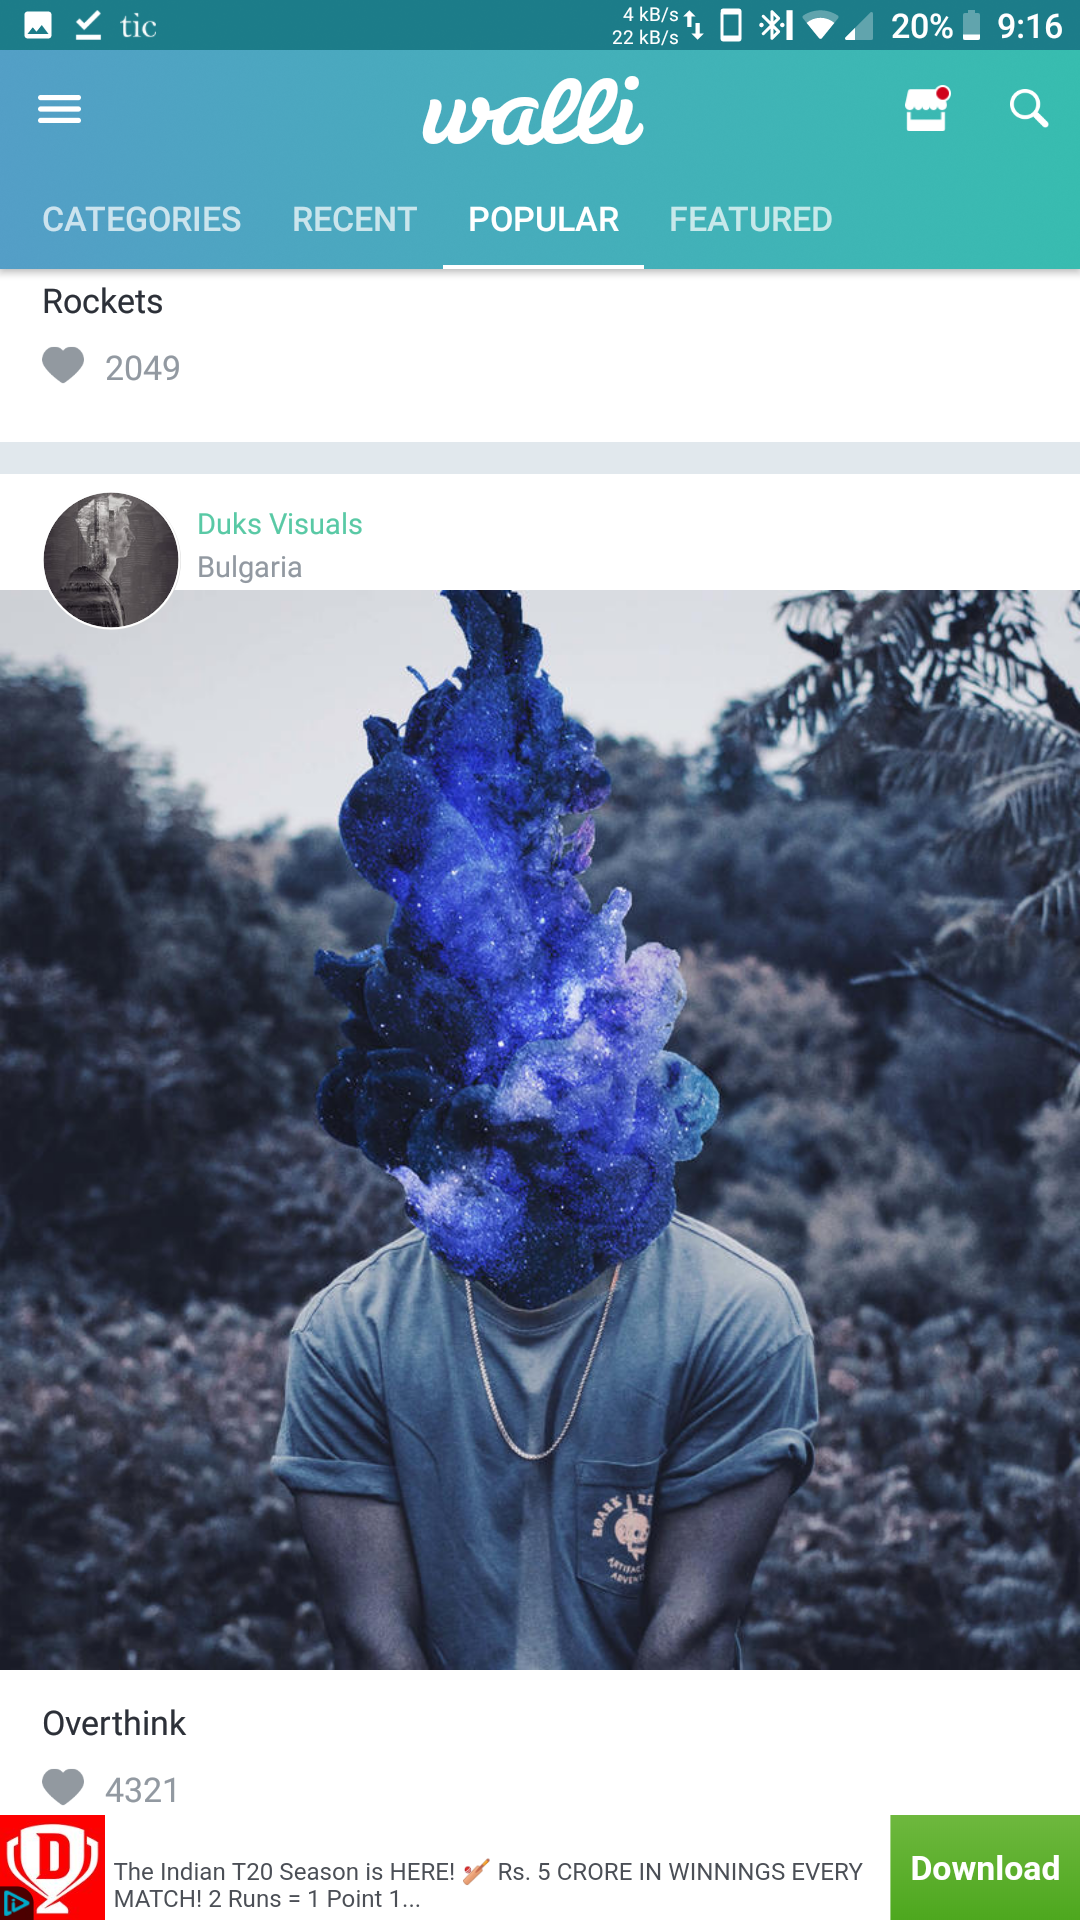 tic
4 kB/s
22 kB/s
20%
9:16
walli
CATEGORIES RECENT POPULAR FEATURED
Rockets
2049
Duks Visuals
Bulgaria
ROARK
Overthink
4321
D
The Indian T20 Season is HERE! 🏏 Rs. 5 CRORE IN WINNINGS EVERY
MATCH! 2 Runs = 1 Point 1...
Download